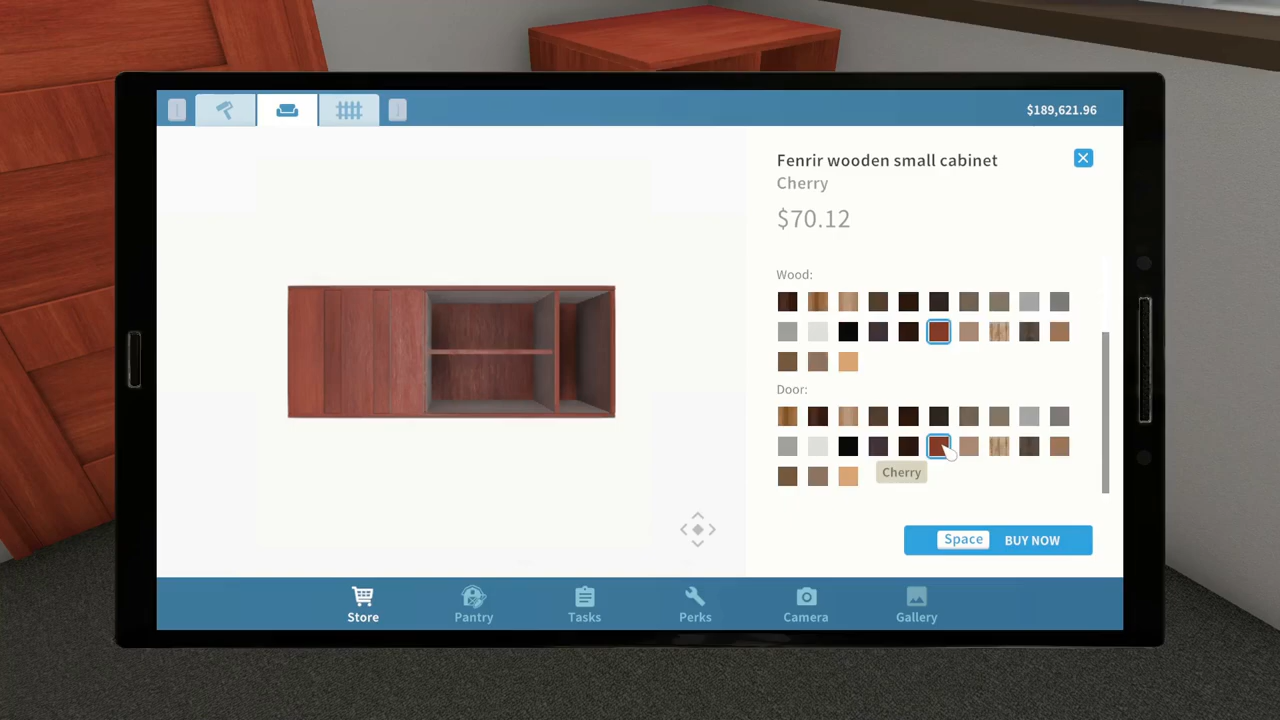 $189,621.96
Fenrir wooden small cabinet
Cherry
$70.12
Wood:
Door:
Cherry
Space BUY NOW
Store Pantry Tasks Perks Camera Gallery